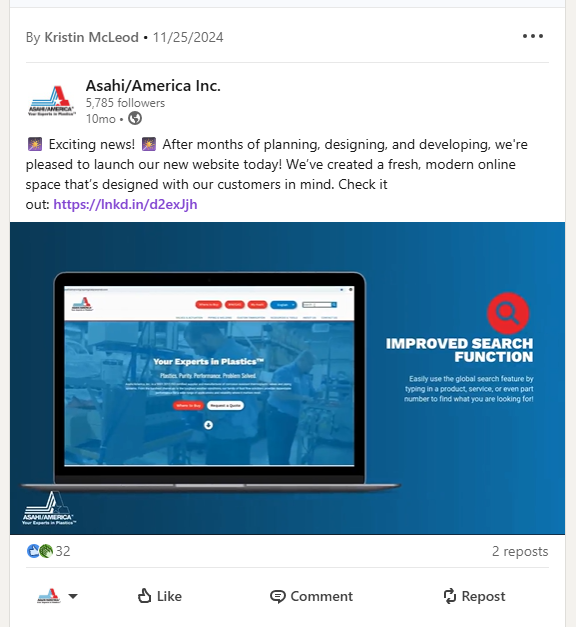 By Kristin McLeod • 11/25/2024
Asahi/America Inc.
5,785 followers
10mo •
Exciting news! After months of planning, designing, and developing, we're
pleased to launch our new website today! We've created a fresh, modern online
space that's designed with our customers in mind. Check it
out: https://lnkd.in/d2exJjh
Your Experts in Plastics™
Plastics. Purity. Performance. Problem Solved.
Where to Buy
Request a Quote
IMPROVED SEARCH
FUNCTION
Easily use the global search feature by
typing in a product, service, or even part
number to find what you are looking for!
ASAHI/AMERICA
Your Experts in Plastics™
32
2 reposts
Like
Comment
Repost